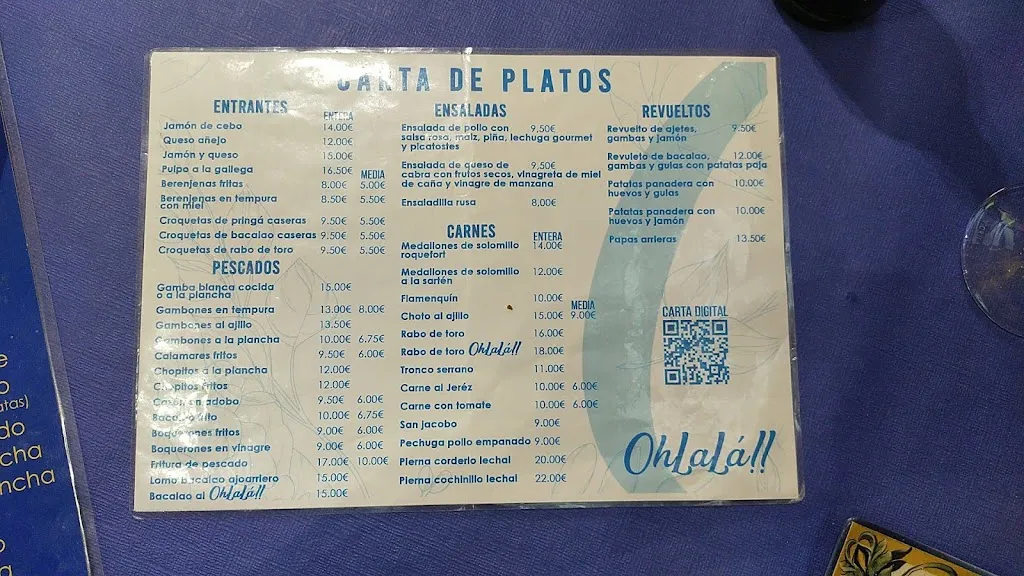 CARTA DE PLATOS
ENTRANTES
ENTERA
Jamón de cebo 14.00€
Queso añejo 12.00€
Jamón y queso 15.00€
Pulpo a la gallega 16.50€ MEDIA
Berenjenas fritas 8.00€ 5.00€
Berenjenas en tempura 8.50€ 5.50€
con miel
Croquetas de pringá caseras 9.50€ 5.50€
Croquetas de bacalao caseras 9.50€ 5.50€
Croquetas de rabo de toro 9.50€ 5.50€
PESCADOS
Gamba blanca cocida 15.00€
o a la plancha
Gambones en tempura 13.00€ 8.00€
Gambones al ajillo 13.50€
Gambones a la plancha 10.00€ 6.75€
Calamares fritos 9.50€ 6.00€
Chopitos a la plancha 12.00€
Chopitos fritos 12.00€
Cazón en adobo 9.50€ 6.00€
Bacalao frito 10.00€ 6,75€
Boquerones fritos 9.00€ 6.00€
Boquerones en vinagre 9.00€ 6.00€
Fritura de pescado 17.00€ 10.00€
Lomo Bacalao ajoarriero 15.00€
Bacalao al OhLaLá!! 15.00€
ENSALADAS
Ensalada de pollo con 9,50€
salsa rosa, maíz, piña, lechuga gourmet
y picatostes
Ensalada de queso de 9,50€
cabra con frutos secos, vinagreta de miel
de caña y vinagre de manzana
Ensaladilla rusa 8,00€
CARNES
ENTERA
Medallones de solomillo 14.00€
roquefort
Medallones de solomillo 12.00€
a la sartén
Flamenquín 10.00€
MEDIA
Choto al ajillo 15.00€ 9.00€
Rabo de toro 16.00€
Rabo de toro OhLaLá!! 18.00€
Tronco serrano 11.00€
Carne al Jeréz 10.00€ 6.00€
Carne con tomate 10.00€ 6.00€
San Jacobo 9.00€
Pechuga pollo empanado 9.00€
Pierna corderio lechal 20.00€
Pierna cochinillo lechal 22.00€
REVUELTOS
Revuelto de ajetes, 9.50€
gambas y jamón
Revuleto de bacalao, 12.00€
gambas y gulas con patatas paja
Patatas panadera con 10.00€
huevos y gulas
Patatas panadera con 10.00€
huevos y jamón
Papas arrieras 13.50€
CARTA DIGITAL
OhLaLá!!
atas)
do
cha
ncha